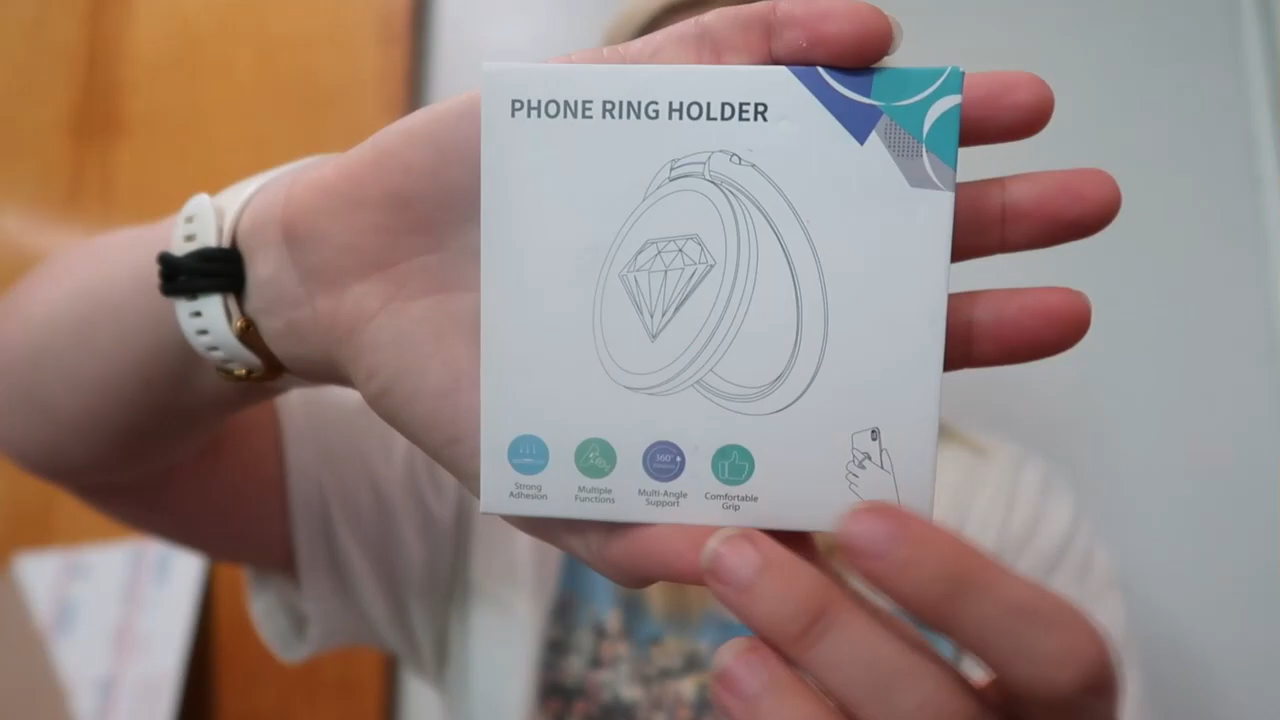 PHONE RING HOLDER
360°
Strong
Adhesion
Multiple
Functions
Multi-Angle
Support
Comfortable
Grip